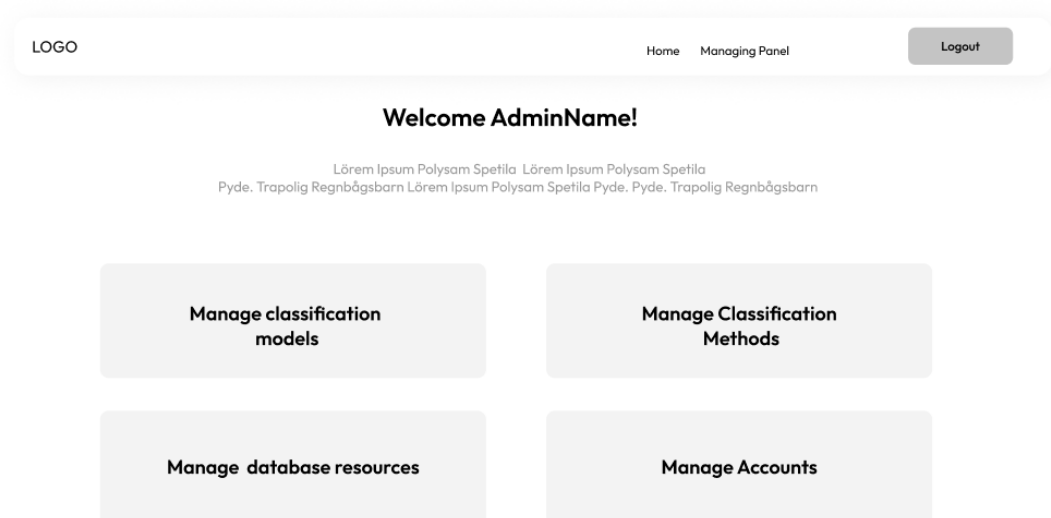 LOGO
Home Managing Panel Logout
Welcome AdminName!
Lörem Ipsum Polysam Spetila  Lörem Ipsum Polysam Spetila
Pyde. Trapolig Regnbågsbarn Lörem Ipsum Polysam Spetila Pyde. Pyde. Trapolig Regnbågsbarn
Manage classification
models
Manage Classification
Methods
Manage  database resources
Manage Accounts